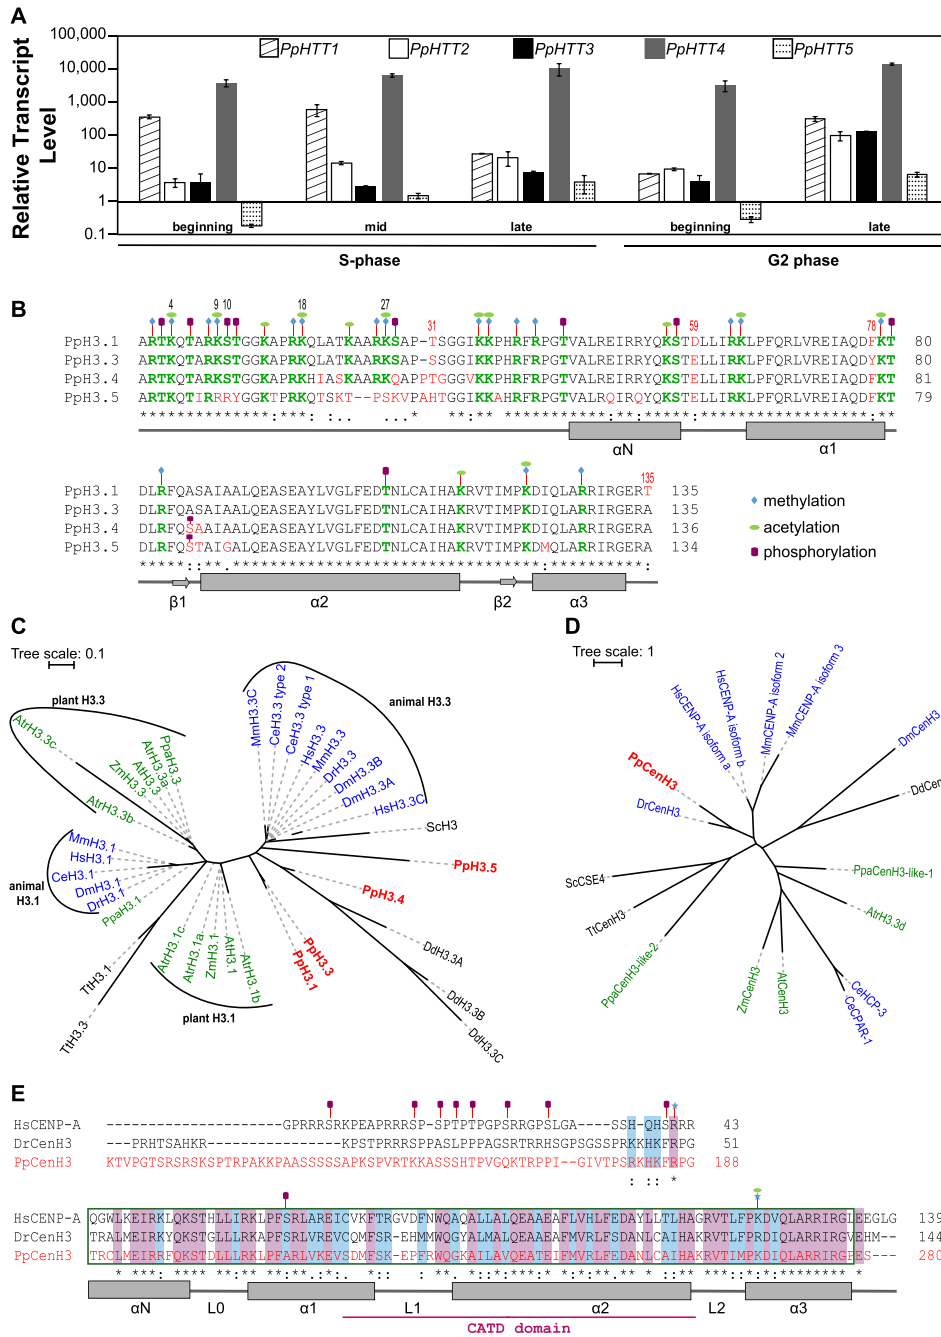 A
100,000
10,000
1,000
100
10
1
0.1
Relative Transcript Level
PpHTT1
PpHTT2
PpHTT3
PpHTT4
PpHTT5
beginning
mid
late
beginning
late
S-phase
G2 phase
B
4 9 10 18 27 31 59 78
PpH3.1 ARTKQTARKSTGGKAPRKQLATKAARKSAP-TSGGIKKPHRFRPGTVALREIRRYQKSTDLLIRKLPFQRLVREIAQDFKT 80
PpH3.3 ARTKQTARKSTGGKAPRKQLATKAARKSAP-SSGGIKKPHRFRPGTVALREIRRYQKSTELLIRKLPFQRLVREIAQDYKT 80
PpH3.4 ARTKQTARKSTGGKAPRKHIASKAARKQAPPTGGGVKKPHRFRPGTVALREIRRYQKSTELLIRKLPFQRLVREIAQDFKT 81
PpH3.5 ARTKQTIRRRYGGKTPRKQTSKT--PSKVPAHTGGIKKAHRFRPGTVALRQIRQYQKSTELLIRKLPFQRLVREIAQDFKT 79
αN
α1
135
PpH3.1 DLRFQASAIAALQEASEAYLVGLFEDTNLCAIHAKRVTIMPKDIQLARRIRGERT 135
PpH3.3 DLRFQASAIAALQEASEAYLVGLFEDTNLCAIHAKRVTIMPKDIQLARRIRGERA 135
PpH3.4 DLRFQSAAIAALQEASEAYLVGLFEDTNLCAIHAKRVTIMPKDIQLARRIRGERA 136
PpH3.5 DLRFQSTAIGALQEASEAYLVGLFEDTNLCAIHAKRVTIMPKDMQLARRIRGERA 134
β1
α2
β2
α3
methylation
acetylation
phosphorylation
C
Tree scale: 0.1
plant H3.3
AtrH3.3c
PpaH3.3
AtrH3.3a
AtH3.3
ZmH3.3
AtrH3.3b
MmH3.1
HsH3.1
CeH3.1
DmH3.1
DrH3.1
animal H3.1
PpaH3.1
TtH3.1
TtH3.3
AtrH3.1c
AtrH3.1a
ZmH3.1
AtH3.1
AtrH3.1b
plant H3.1
MmH3.3C
CeH3.3 type 2
CeH3.3 type 1
HsH3.3
MmH3.3
DrH3.3
DmH3.3B
DmH3.3A
HsH3.3C
animal H3.3
ScH3
PpH3.5
PpH3.4
PpH3.3
PpH3.1
DdH3.3A
DdH3.3B
DdH3.3C
D
Tree scale: 1
HsCENP-A isoform a
HsCENP-A isoform b
MmCENP-A isoform 2
MmCENP-A isoform 3
DmCenH3
DdCen
PpCenH3
DrCenH3
ScCSE4
TtCenH3
PpaCenH3-like-2
ZmCenH3
AtCenH3
CeHCP-3
CeCPAR-1
AtrH3.3d
PpaCenH3-like-1
E
HsCENP-A -----------------------GPRRRSRKPEAPRRRSP-SPTPTPGPSRRGPSLGA---SSH-QHSRRR 43
DrCenH3 ---PRHTSAHKR-----------------KPSTPRRRSPPASPGSRTRRHSGPSGSSPRKKHKFRPG 51
PpCenH3 KTVPGTSRSRSKSPTRPAKKPAASSSSSAPKSPVRTKKASSSHTPVGQKTRPPI--GIVTPSRKHKFRPG 188
HsCENP-A QGWLKEIRKLQKSTHLLIRKLPFSRLAREICVKFTRGVDFNWQAQALLALQEAAEAFLVHLFEDAYLLTLHAGRVTLFPKDVQLARRIRGLEEGLG 139
DrCenH3 TRALMEIRKYQKSTGLLLRKAPFSRLVREVCQMFSR-EHMMWQGYALMALQEAAEAFMVRLFSDANLCAIHAKRVTLFPRDIQLARRIRGVEHM-- 144
PpCenH3 TRCLMEIRKFQKSTDLLLRKLPFARLVKEVSDMFSK-EPFRWQGKAILAVQEATEIFMVRLFEDANLCAIHAKRVTIMPRDIQLARRIRGPES--- 280
αN
L0
α1
L1
α2
L2
α3
CATD domain